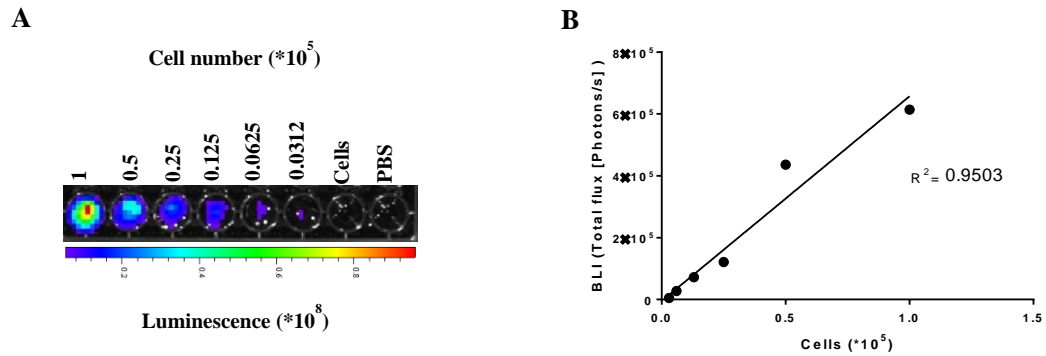 A
Cell number (*10^5)
1 0.5 0.25 0.125 0.0625 0.0312 Cells PBS
0.2 0.4 0.6 0.8
Luminescence (*10^8)
B
BLI (Total flux [Photons/s]
8✖10^5
6✖10^5
4✖10^5
2✖10^5
0
R^2= 0.9503
0.0 0.5 1.0 1.5
Cells (*10^5)